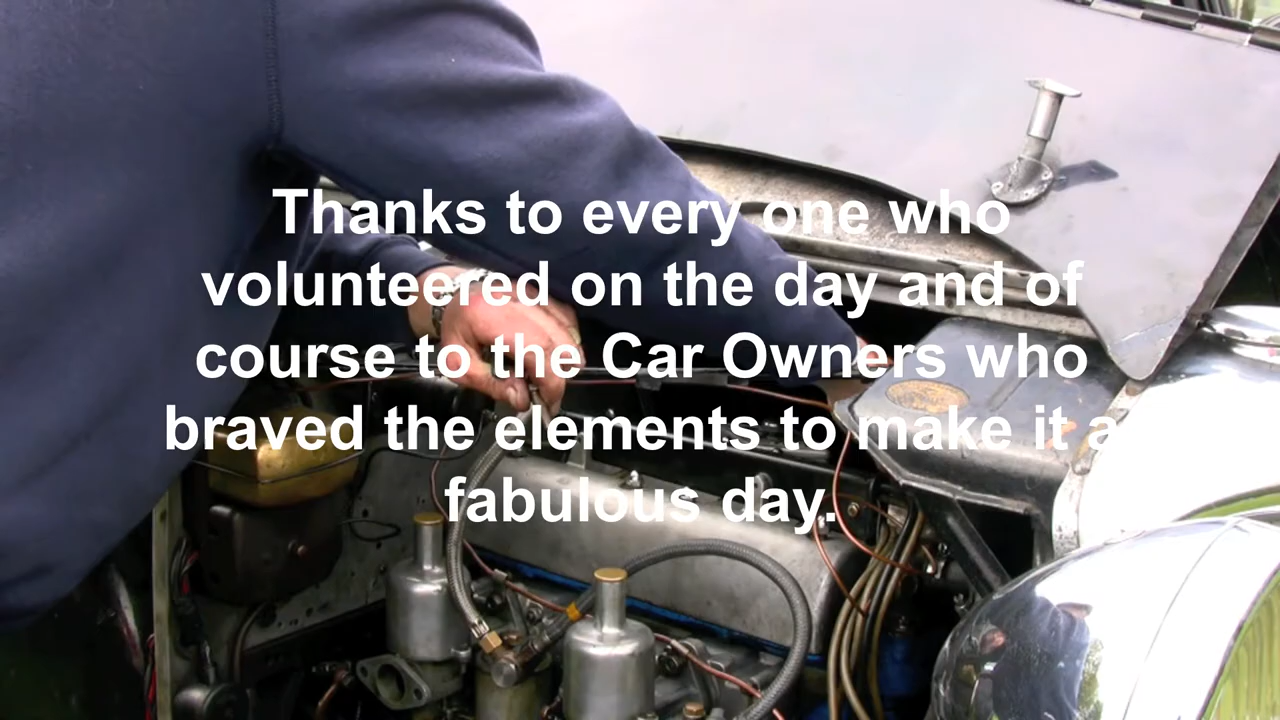 Thanks to every one who
volunteered on the day and of
course to the Car Owners who
braved the elements to make it a
fabulous day.